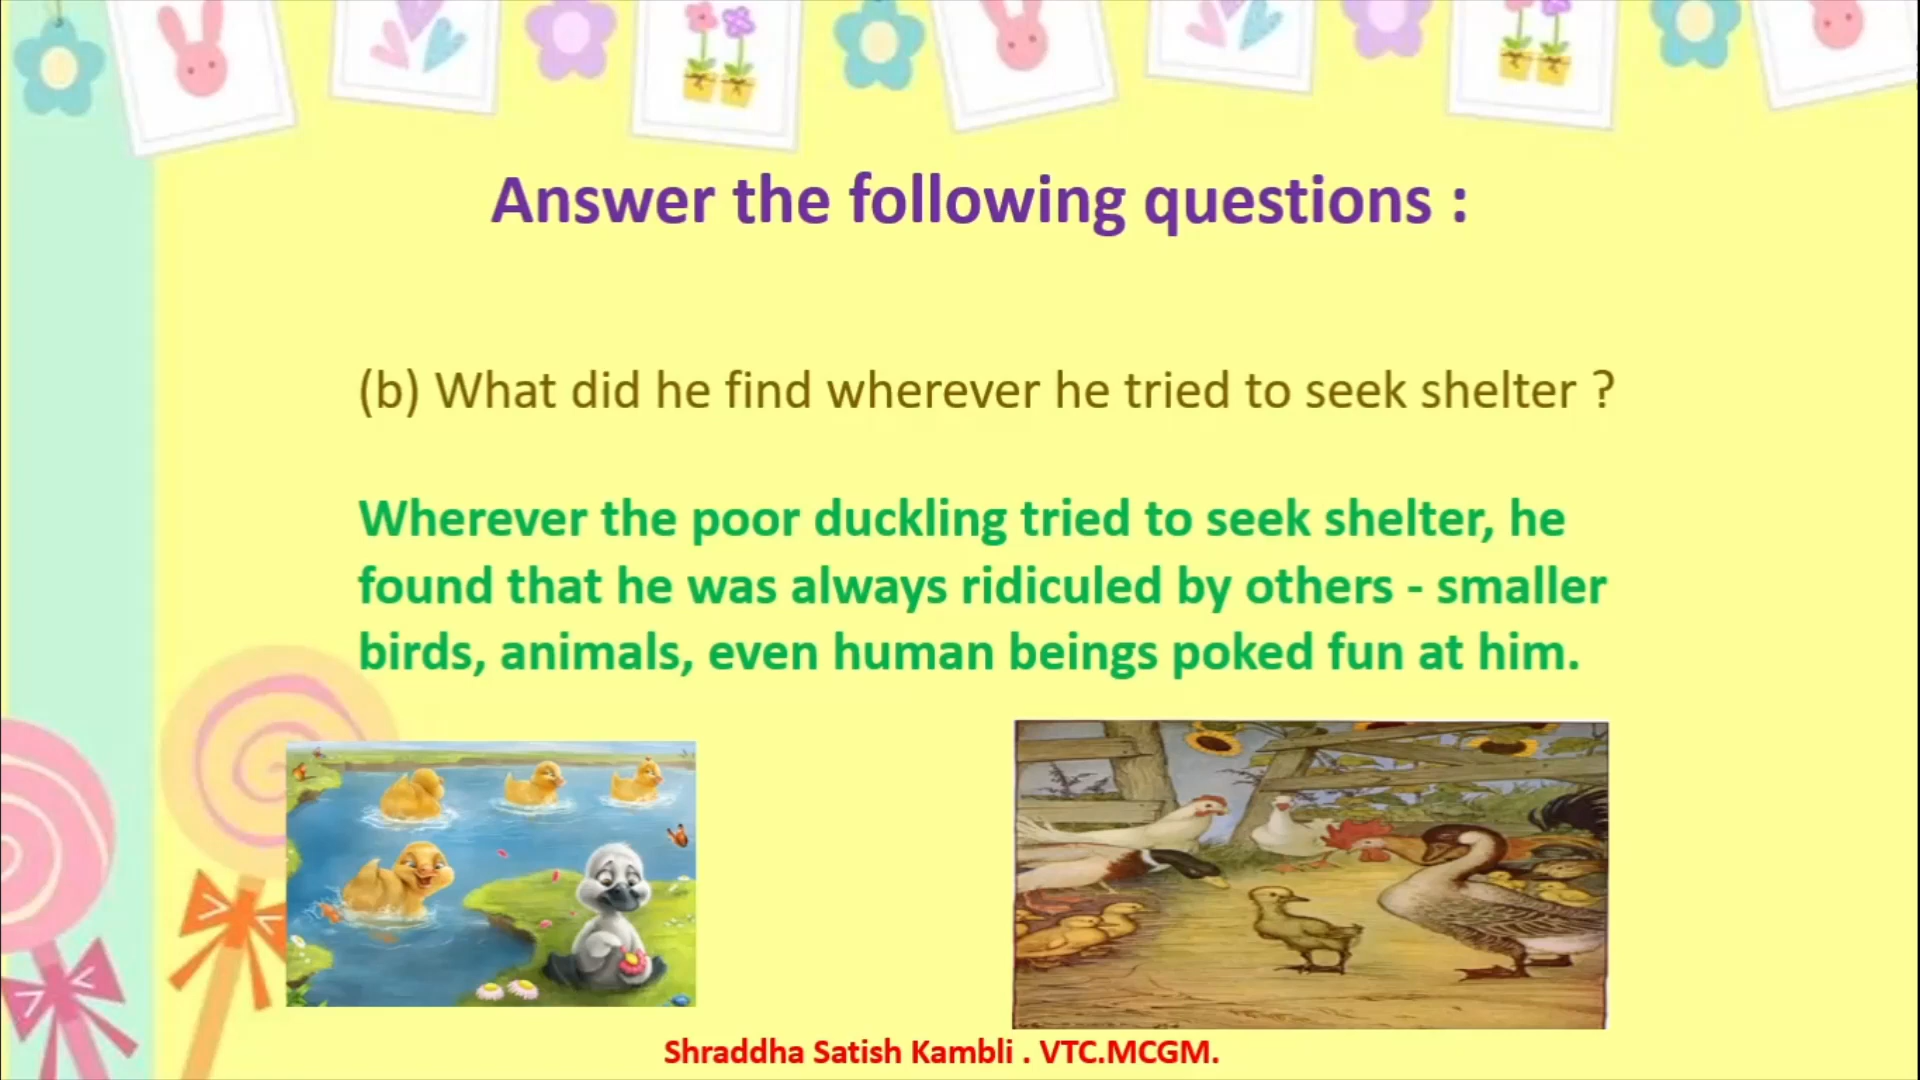 Answer the following questions :
(b) What did he find wherever he tried to seek shelter ?
Wherever the poor duckling tried to seek shelter, he
found that he was always ridiculed by others - smaller
birds, animals, even human beings poked fun at him.
Shraddha Satish Kambli . VTC.MCGM.